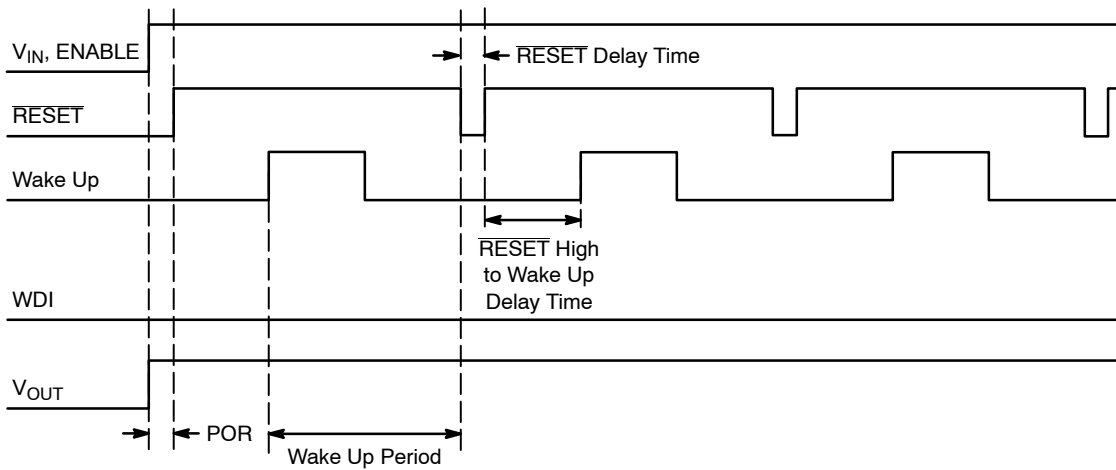 V_IN, ENABLE
RESET Delay Time
RESET
Wake Up
RESET High
to Wake Up
Delay Time
WDI
V_OUT
POR
Wake Up Period